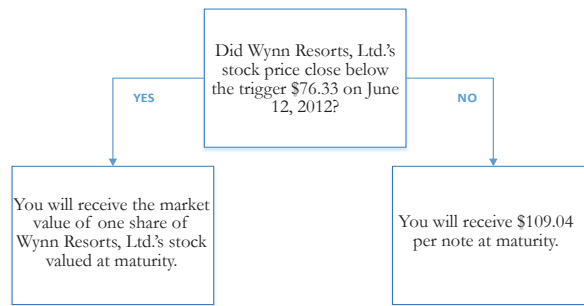 Did Wynn Resorts, Ltd.'s
stock price close below
the trigger $76.33 on June
12, 2012?
YES
NO
You will receive the market
value of one share of
Wynn Resorts, Ltd.'s stock
valued at maturity.
You will receive $109.04
per note at maturity.